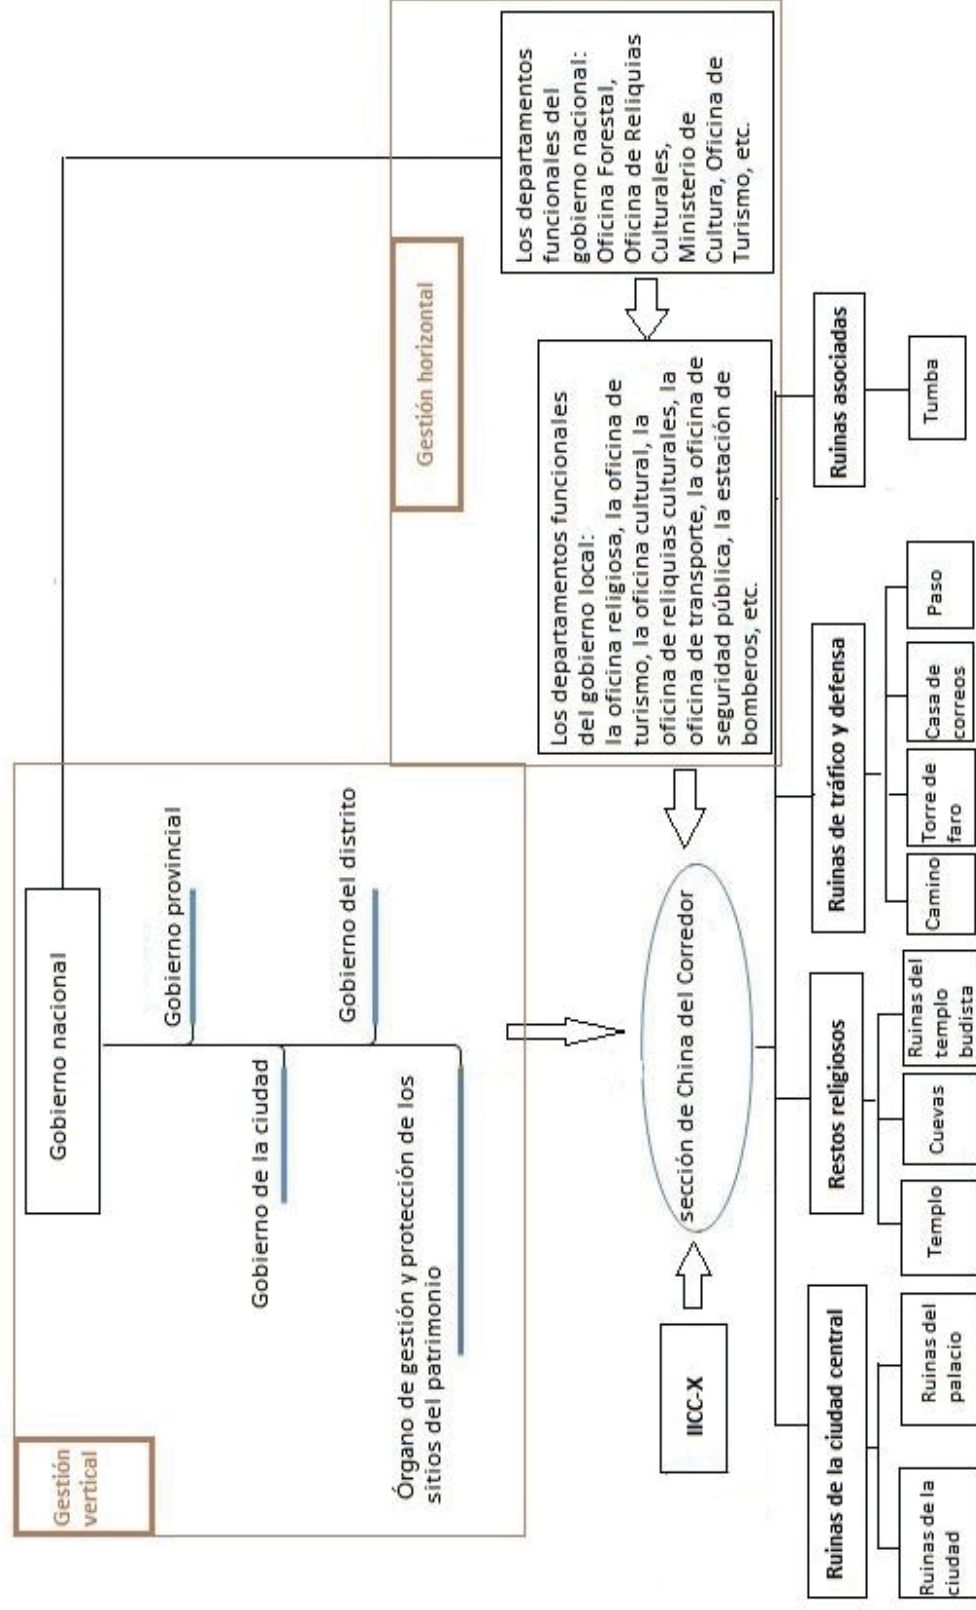 Gestión
vertical
Gobierno nacional
Gobierno provincial
Gobierno de la ciudad
Gobierno del distrito
Órgano de gestión y protección de los
sitios del patrimonio
Gestión horizontal
Los departamentos
funcionales del
gobierno nacional:
Oficina Forestal,
Oficina de Reliquias
Culturales,
Ministerio de
Cultura, Oficina de
Turismo, etc.
Los departamentos funcionales
del gobierno local:
la oficina religiosa, la oficina de
turismo, la oficina cultural, la
oficina de reliquias culturales, la
oficina de transporte, la oficina de
seguridad pública, la estación de
bomberos, etc.
IICC-X
sección de China del Corredor
Ruinas de la ciudad central
Restos religiosos
Ruinas de tráfico y defensa
Ruinas asociadas
Ruinas de la
ciudad
Ruinas del
palacio
Templo
Cuevas
Ruinas del
templo
budista
Camino
Torre de
faro
Casa de
correos
Paso
Tumba